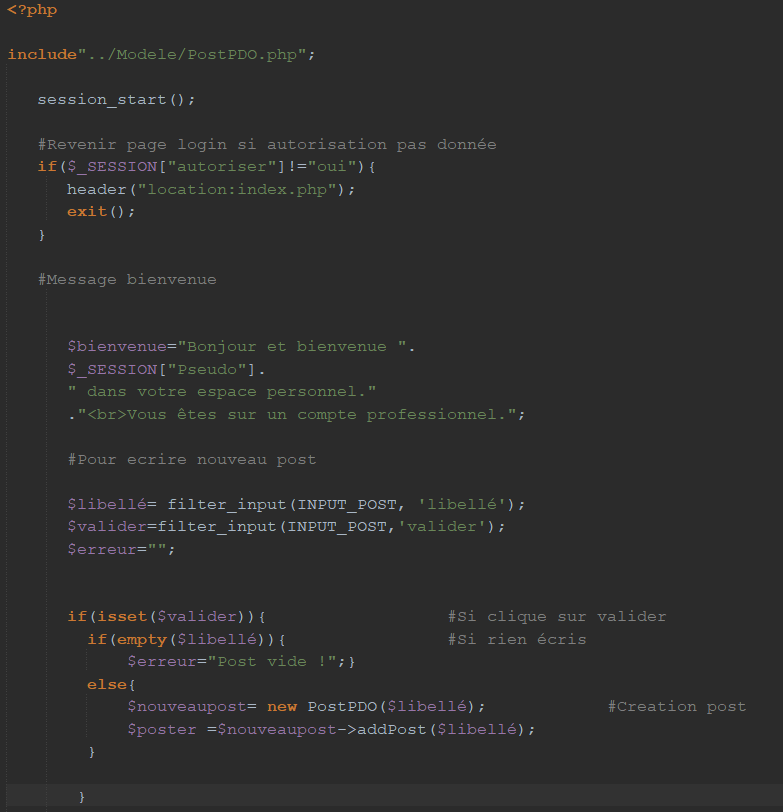 <?php
include"../Modele/PostPDO.php";
session_start();
#Revenir page login si autorisation pas donnée
if($_SESSION["autoriser"]!="oui"){
header("location:index.php");
exit();
}
#Message bienvenue
$bienvenue="Bonjour et bienvenue ".
$_SESSION["Pseudo"].
" dans votre espace personnel."
."<br>Vous êtes sur un compte professionnel.";
#Pour ecrire nouveau post
$libellé= filter_input(INPUT_POST, 'libellé');
$valider=filter_input(INPUT_POST,'valider');
$erreur="";
if(isset($valider)){ #Si clique sur valider
if(empty($libellé)){ #Si rien écris
$erreur="Post vide !";}
else{
$nouveaupost= new PostPDO($libellé); #Creation post
$poster =$nouveaupost->addPost($libellé);
}
}